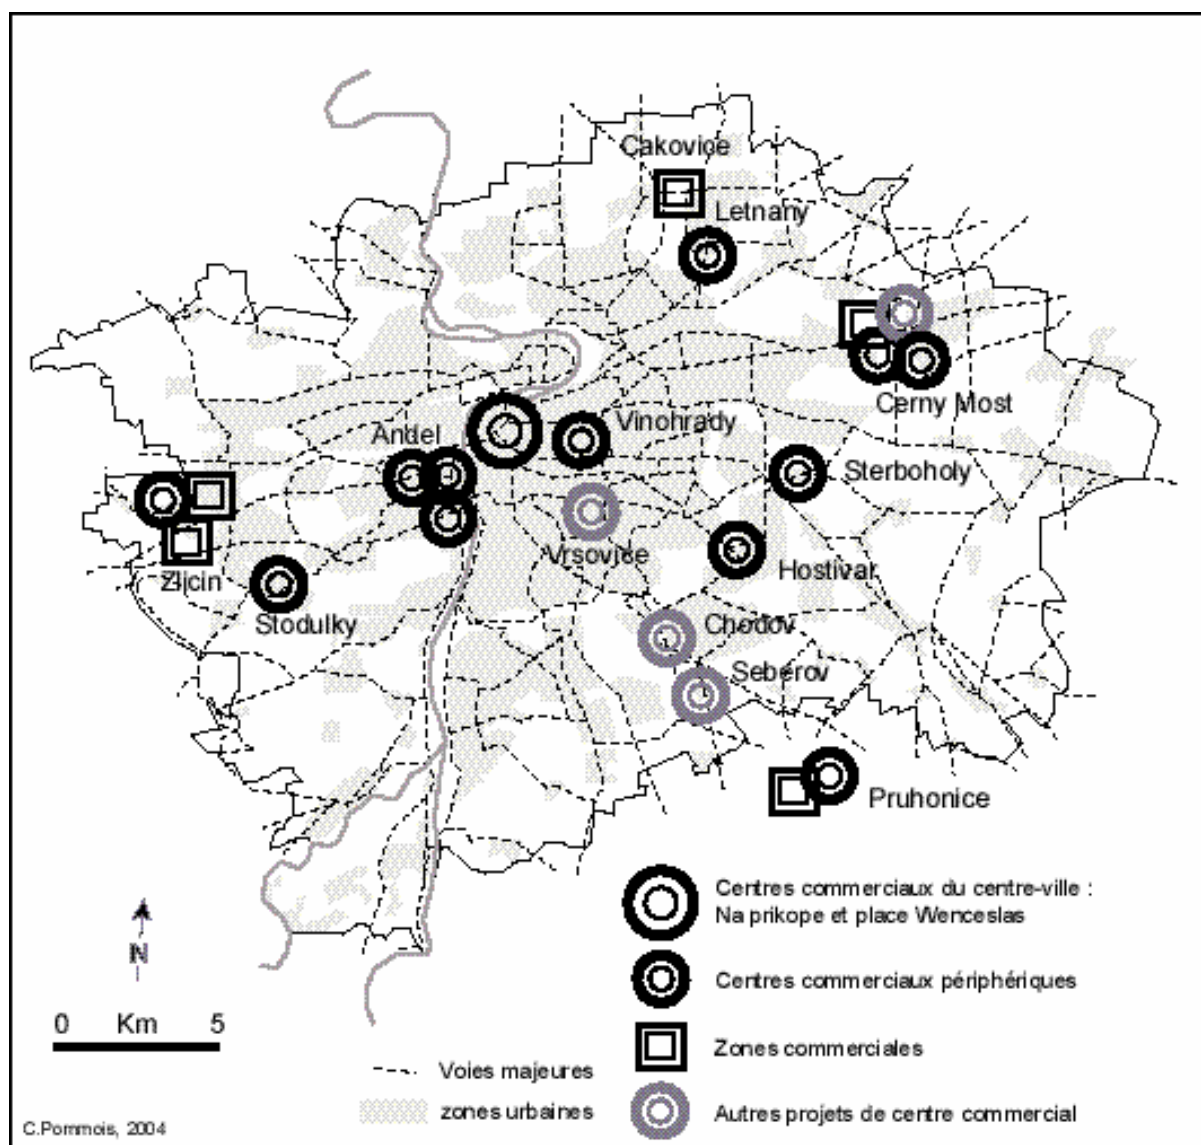 Cakovice
Letnany
Cerny Most
Vinohrady
Andel
Sterboholy
Vrsovice
Hostivar
Zlicin
Stodulky
Chodov
Seberov
Pruhonice
Centres commerciaux du centre-ville :
Na prikope et place Wenceslas
Centres commerciaux périphériques
Zones commerciales
Autres projets de centre commercial
N
0 Km 5
Voies majeures
zones urbaines
C.Pommois, 2004